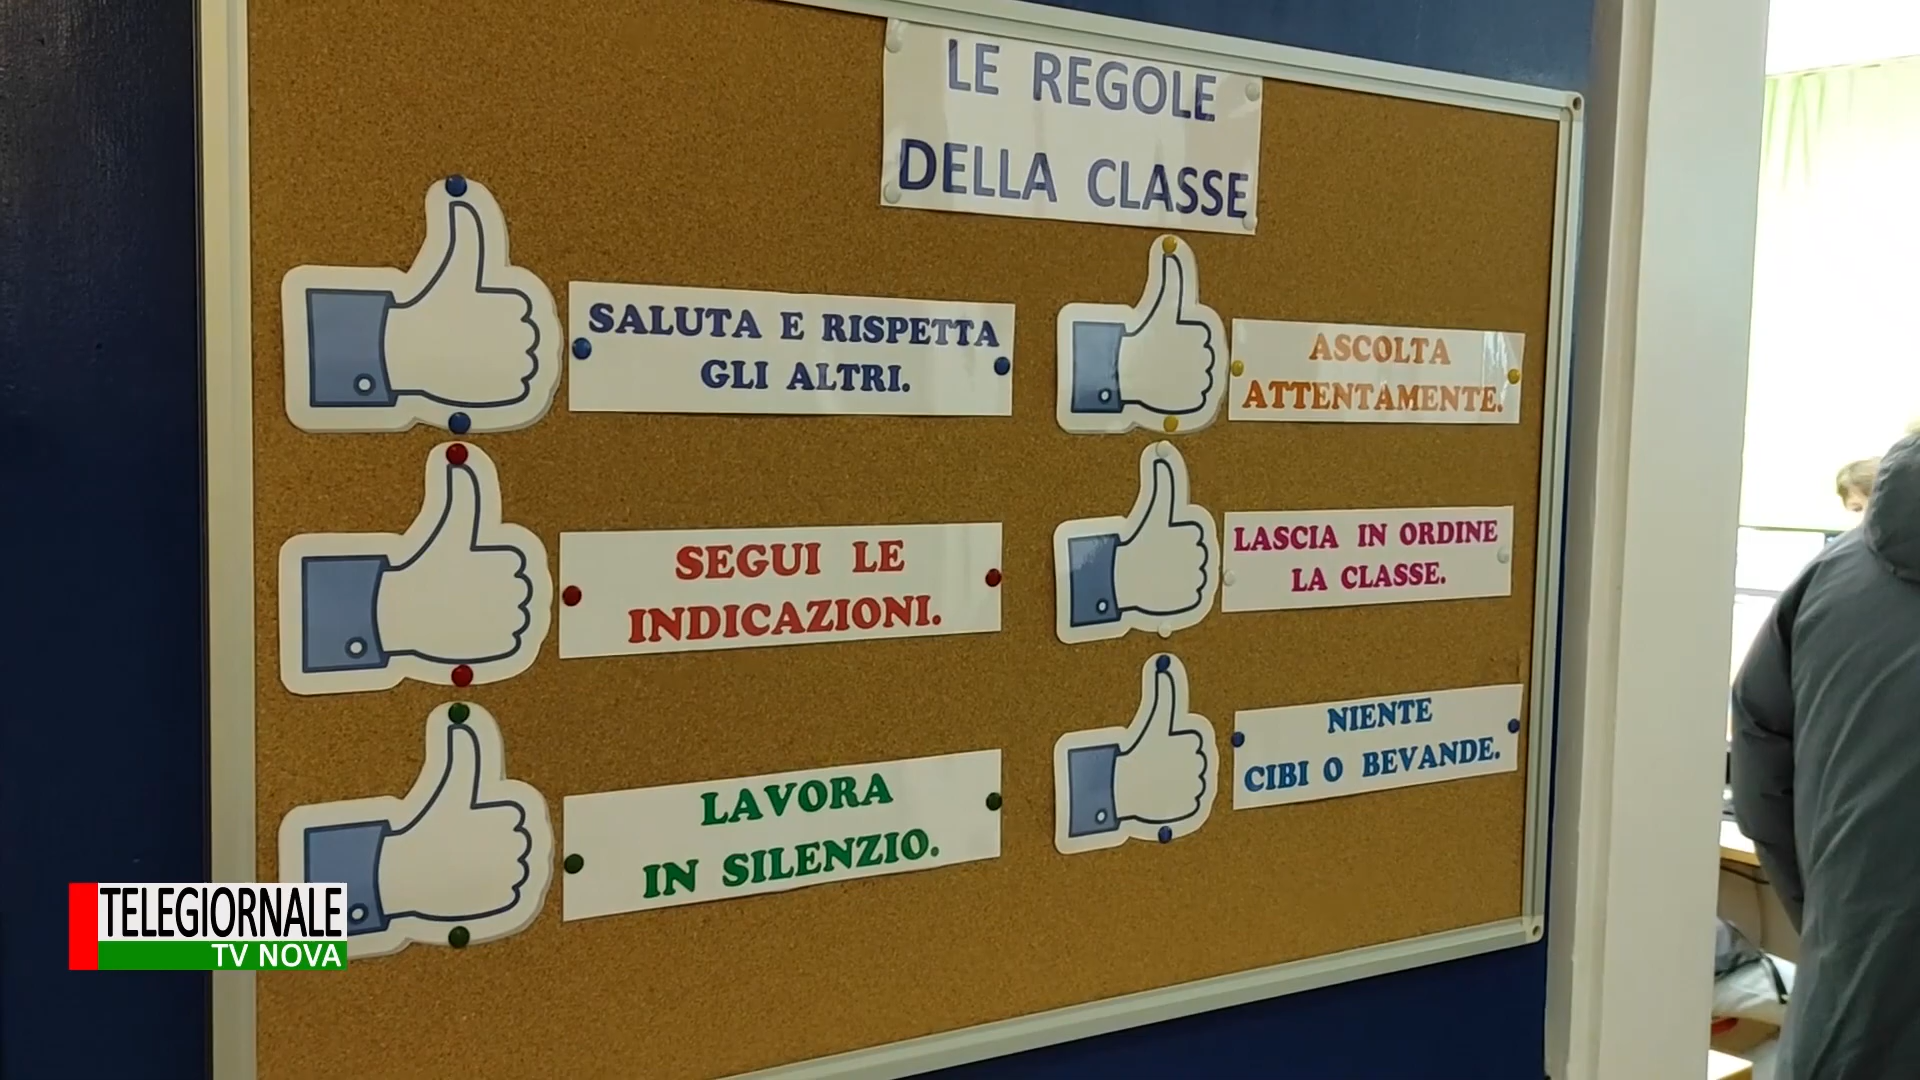 LE REGOLE
DELLA CLASSE
SALUTA E RISPETTA
GLI ALTRI.
SEGUI LE
INDICAZIONI.
LAVORA
IN SILENZIO.
ASCOLTA
ATTENTAMENTE.
LASCIA IN ORDINE
LA CLASSE.
NIENTE
CIBI O BEVANDE.
TELEGIORNALE
TV NOVA